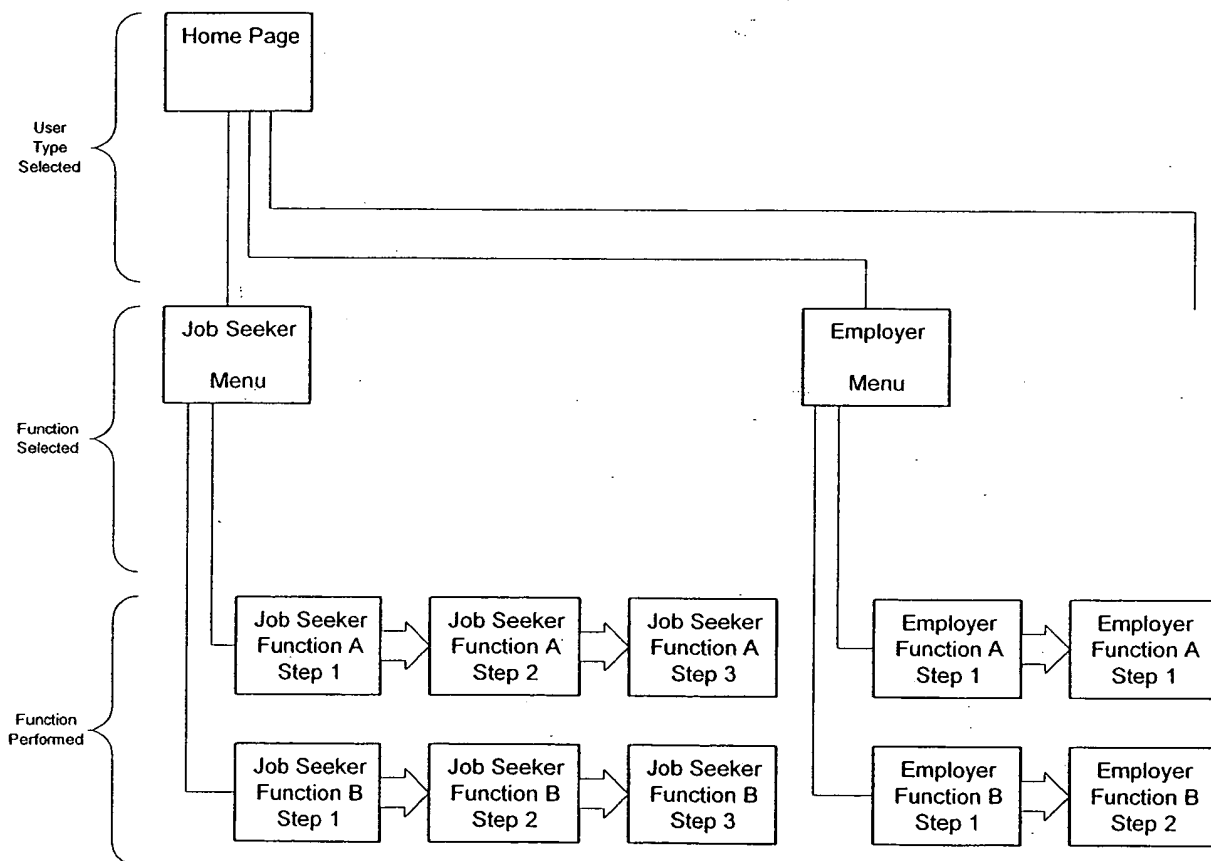 Home Page
User
Type
Selected
Job Seeker
Menu
Employer
Menu
Function
Selected
Job Seeker
Function A
Step 1
Job Seeker
Function A
Step 2
Job Seeker
Function A
Step 3
Employer
Function A
Step 1
Employer
Function A
Step 1
Function
Performed
Job Seeker
Function B
Step 1
Job Seeker
Function B
Step 2
Job Seeker
Function B
Step 3
Employer
Function B
Step 1
Employer
Function B
Step 2